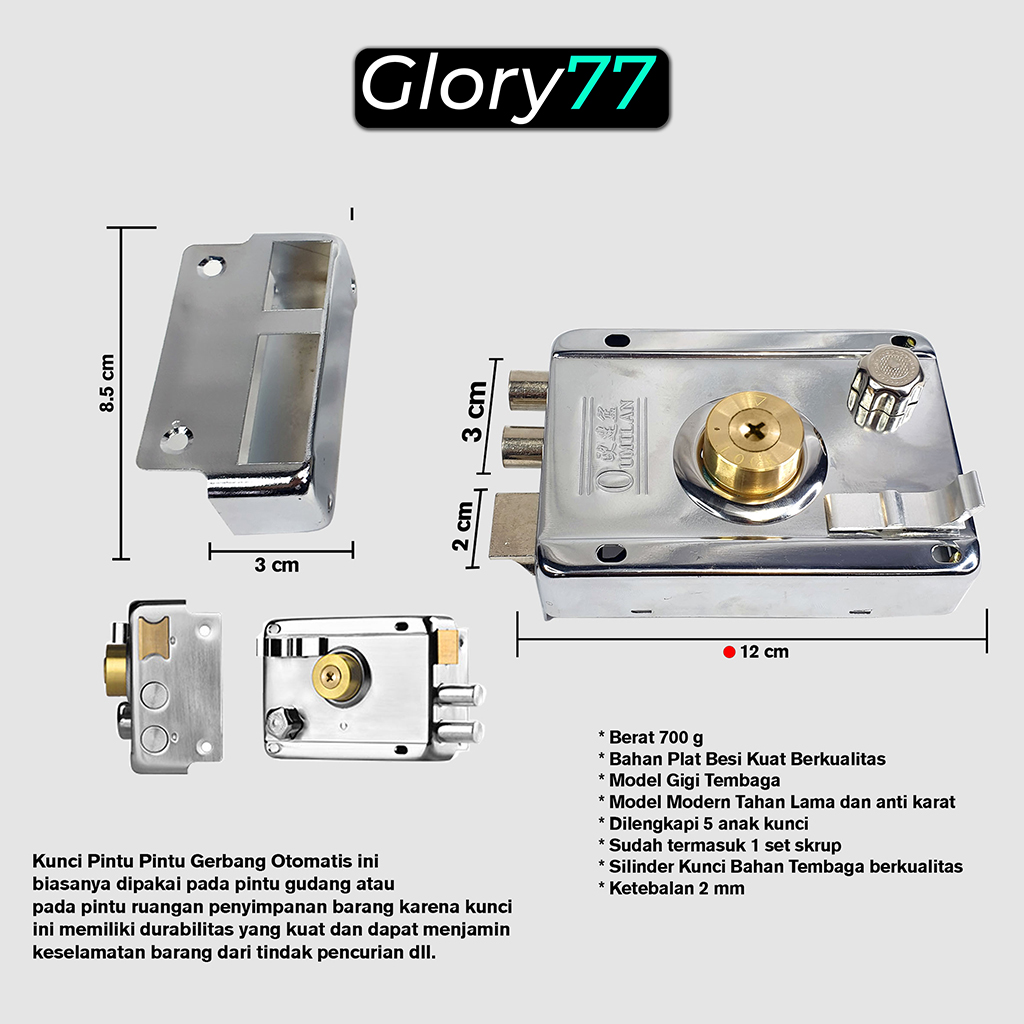 Glory77
8.5 cm
3 cm
3 cm
2 cm
OUMILAN
12 cm
* Berat 700 g
* Bahan Plat Besi Kuat Berkualitas
* Model Gigi Tembaga
* Model Modern Tahan Lama dan anti karat
* Dilengkapi 5 anak kunci
* Sudah termasuk 1 set skrup
* Silinder Kunci Bahan Tembaga berkualitas
* Ketebalan 2 mm
Kunci Pintu Pintu Gerbang Otomatis ini
biasanya dipakai pada pintu gudang atau
pada pintu ruangan penyimpanan barang karena kunci
ini memiliki durabilitas yang kuat dan dapat menjamin
keselamatan barang dari tindak pencurian dll.